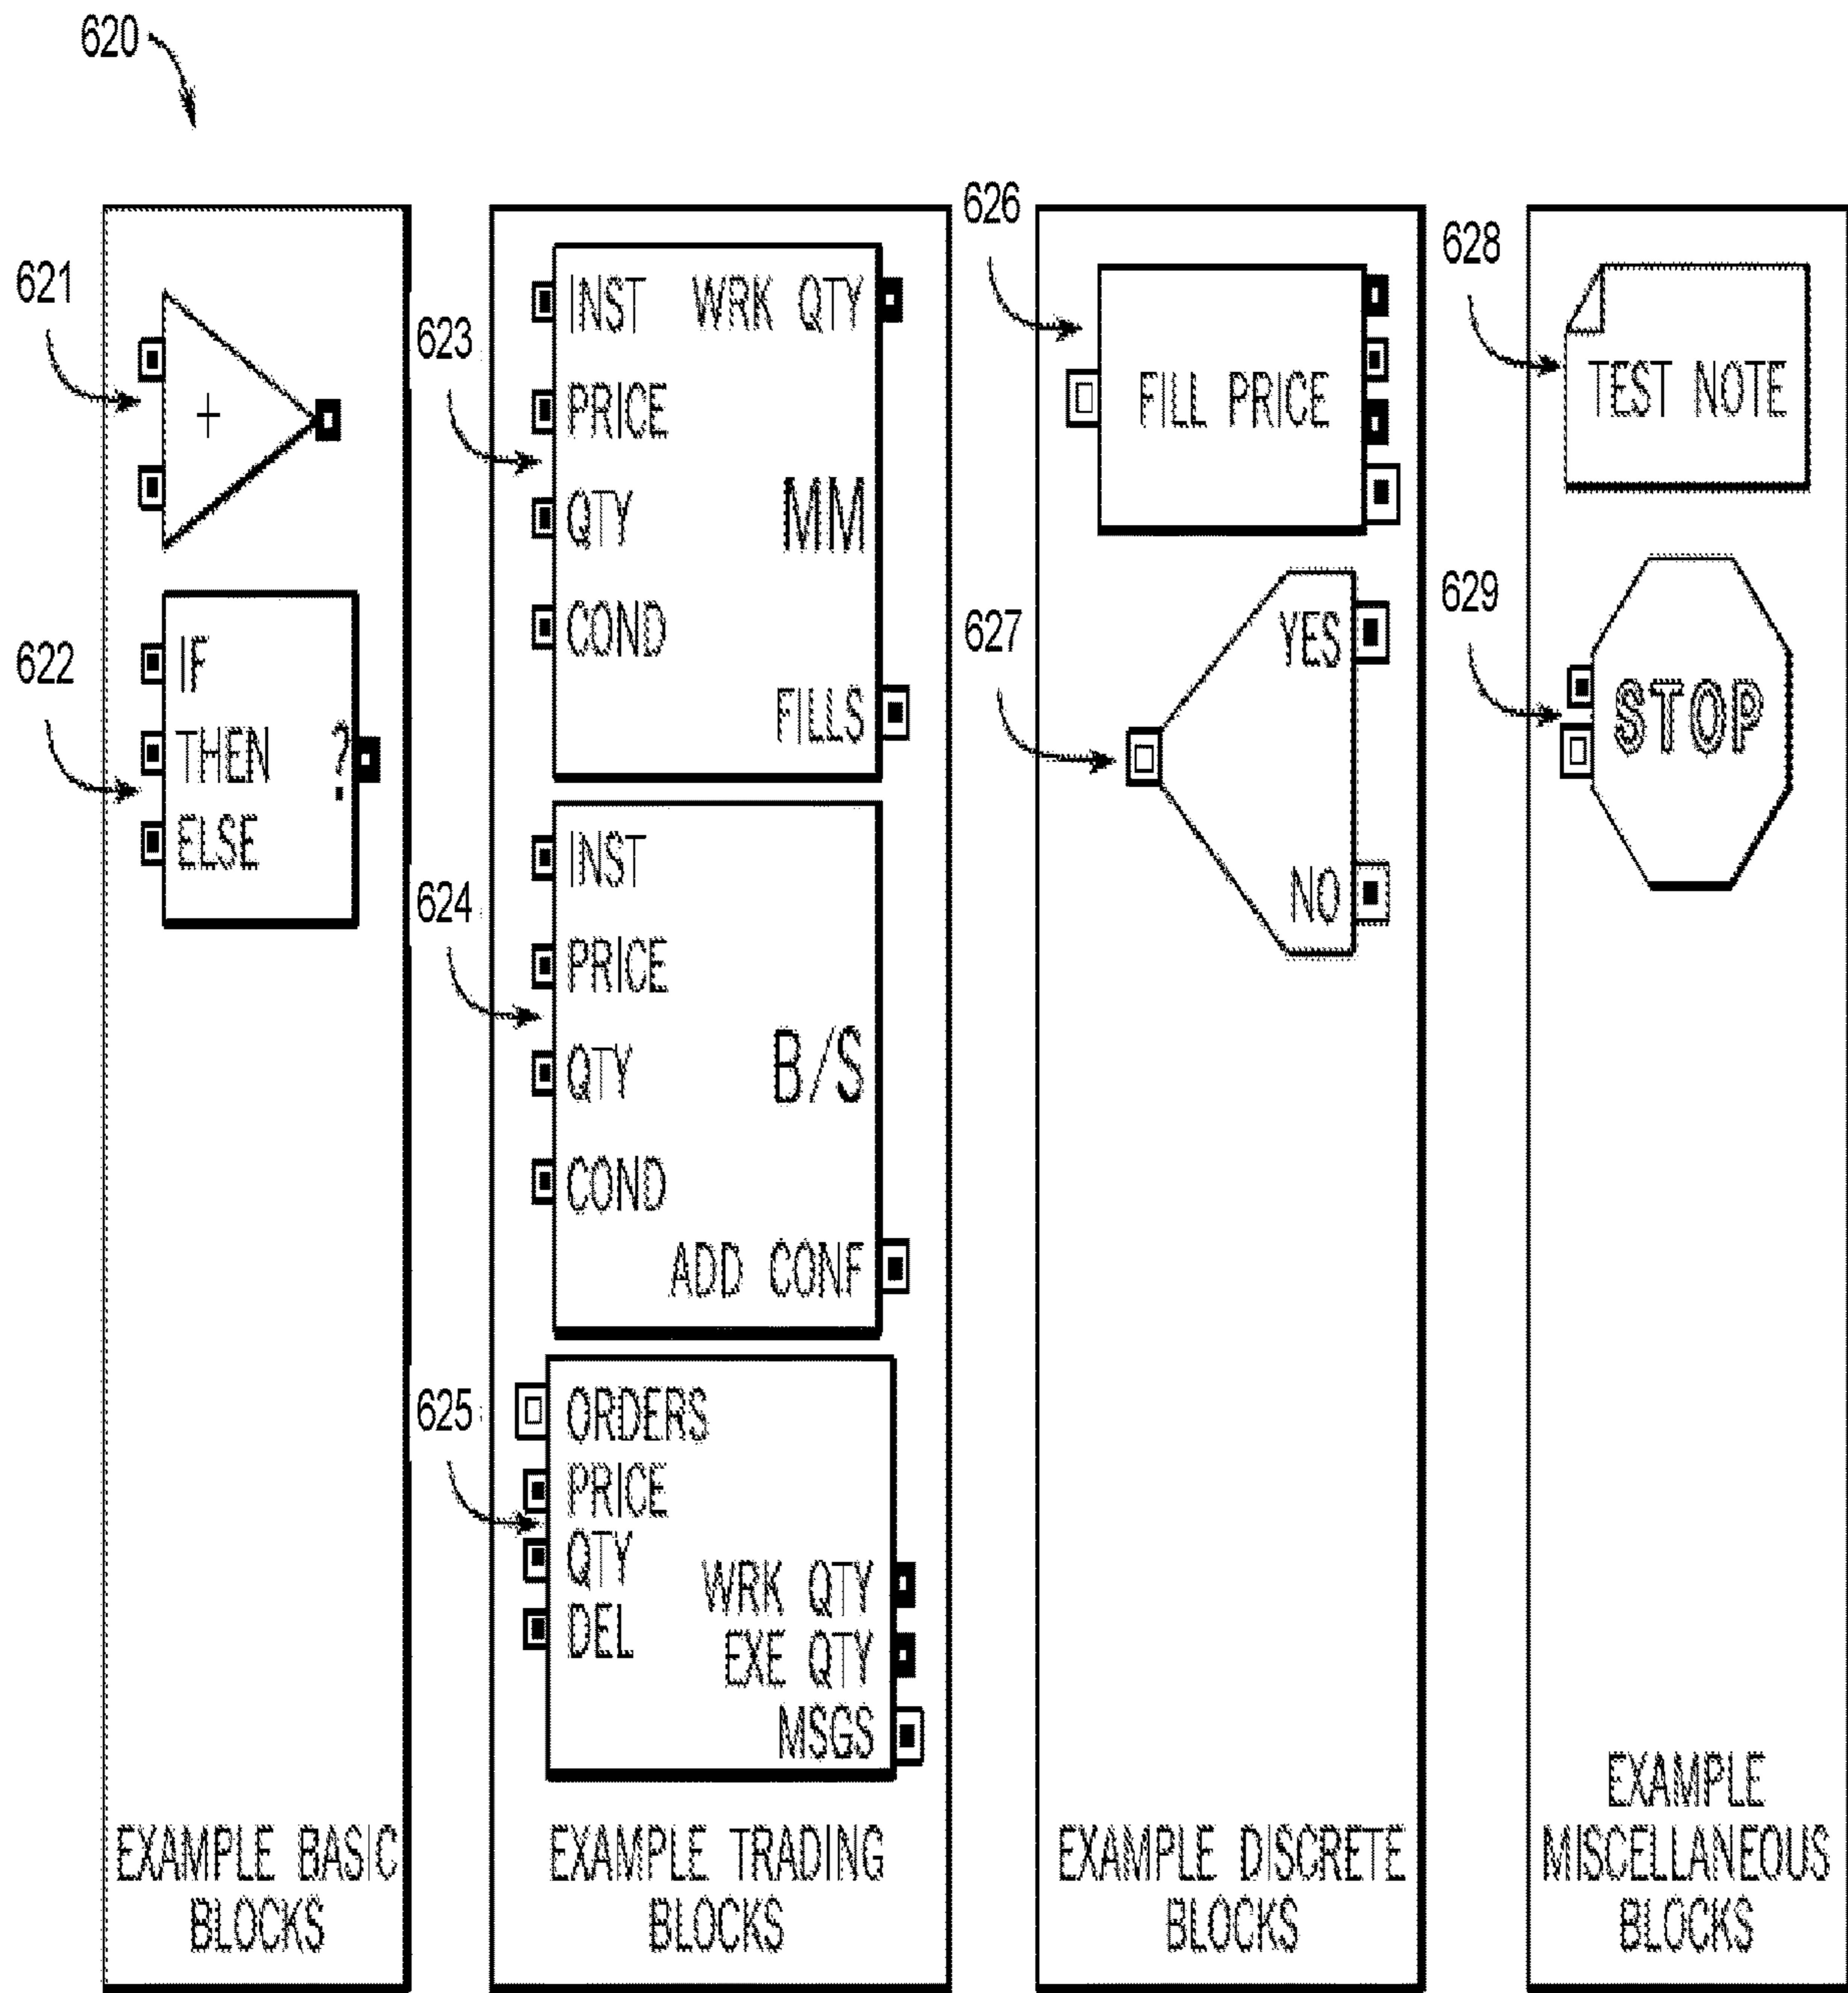 620
621
+
622
IF
THEN ?
ELSE
EXAMPLE BASIC
BLOCKS
623
INST WRK QTY
PRICE
QTY MM
COND
FILLS
624
INST
PRICE
QTY B/S
COND
ADD CONF
625
ORDERS
PRICE
QTY
WRK QTY
DEL
EXE QTY
MSGS
EXAMPLE TRADING
BLOCKS
626
FILL PRICE
627
YES
NO
EXAMPLE DISCRETE
BLOCKS
628
TEST NOTE
629
STOP
EXAMPLE
MISCELLANEOUS
BLOCKS